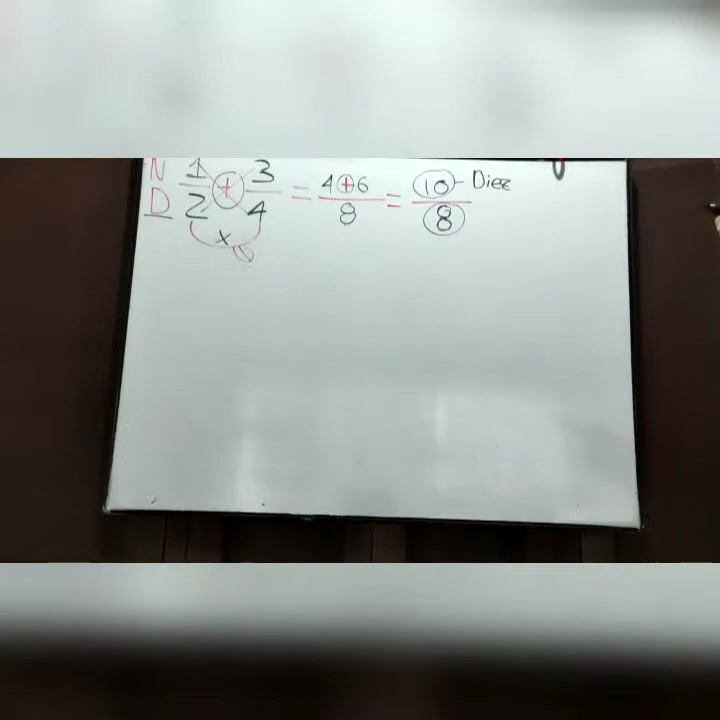 N 1/2 + 3/4 = 4+6/8 = 10/8 - Diez
D
x